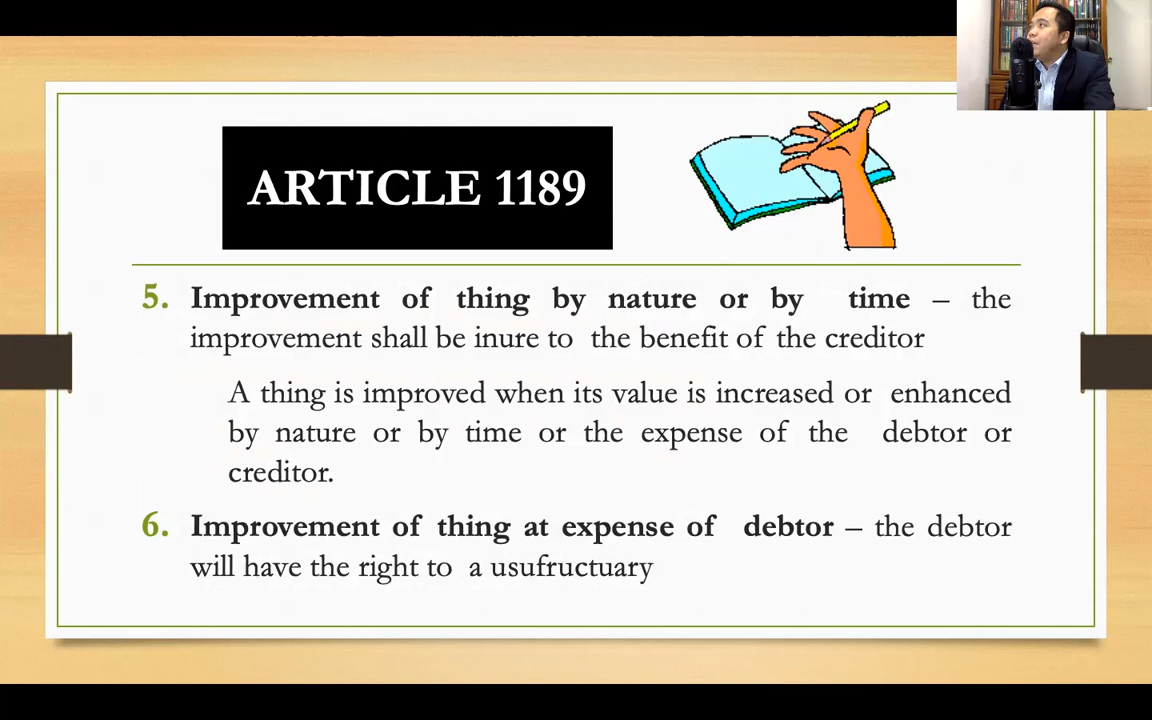 ARTICLE 1189
5. Improvement of thing by nature or by time – the
improvement shall be inure to the benefit of the creditor
A thing is improved when its value is increased or enhanced
by nature or by time or the expense of the debtor or
creditor.
6. Improvement of thing at expense of debtor – the debtor
will have the right to a usufructuary